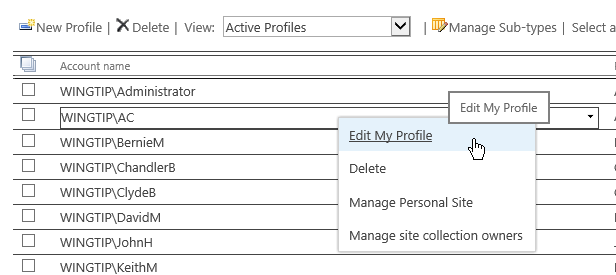 New Profile | Delete | View: Active Profiles | Manage Sub-types | Select a
Account name
WINGTIP\Administrator
Edit My Profile
WINGTIP\AC
Edit My Profile
WINGTIP\BernieM
Delete
WINGTIP\ChandlerB
WINGTIP\ClydeB
Manage Personal Site
WINGTIP\DavidM
Manage site collection owners
WINGTIP\JohnH
WINGTIP\KeithM